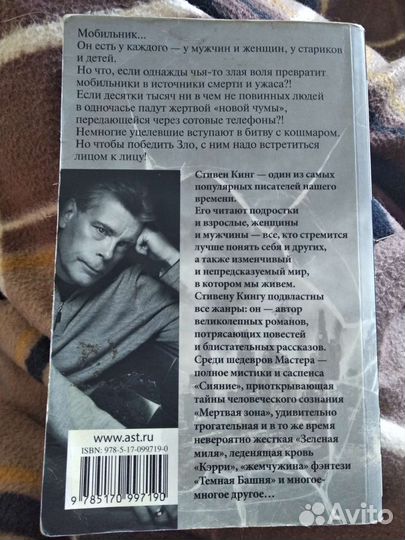 Мобильник...
Он есть у каждого — у мужчин и женщин, у стариков
и детей.
Но что, если однажды чья-то злая воля превратит
мобильники в источники смерти и ужаса?!
Если десятки тысяч ни в чем не повинных людей
в одночасье падут жертвой «новой чумы»,
передающейся через сотовые телефоны?!
Немногие уцелевшие вступают в битву с кошмаром.
Но чтобы победить Зло, с ним надо встретиться
лицом к лицу!
Стивен Кинг — один из самых
популярных писателей нашего
времени.
Его читают подростки
и взрослые, женщины
и мужчины — все, кто стремится
лучше понять себя и других,
а также изменчивый
и непредсказуемый мир,
в котором мы живем.
Стивену Кингу подвластны
все жанры: он — автор
великолепных романов,
потрясающих повестей
и блистательных рассказов.
Среди шедевров Мастера —
полное мистики и саспенса
«Сияние», приоткрывающая
тайны человеческого сознания
«Мертвая зона», удивительно
трогательная и в то же время
невероятно жесткая «Зеленая
миля», леденящая кровь
«Кэрри», «жемчужина» фэнтези
«Темная Башня» и многое-
многое другое...
www.ast.ru
ISBN: 978-5-17-099719-0
9 785170 997190
Avito